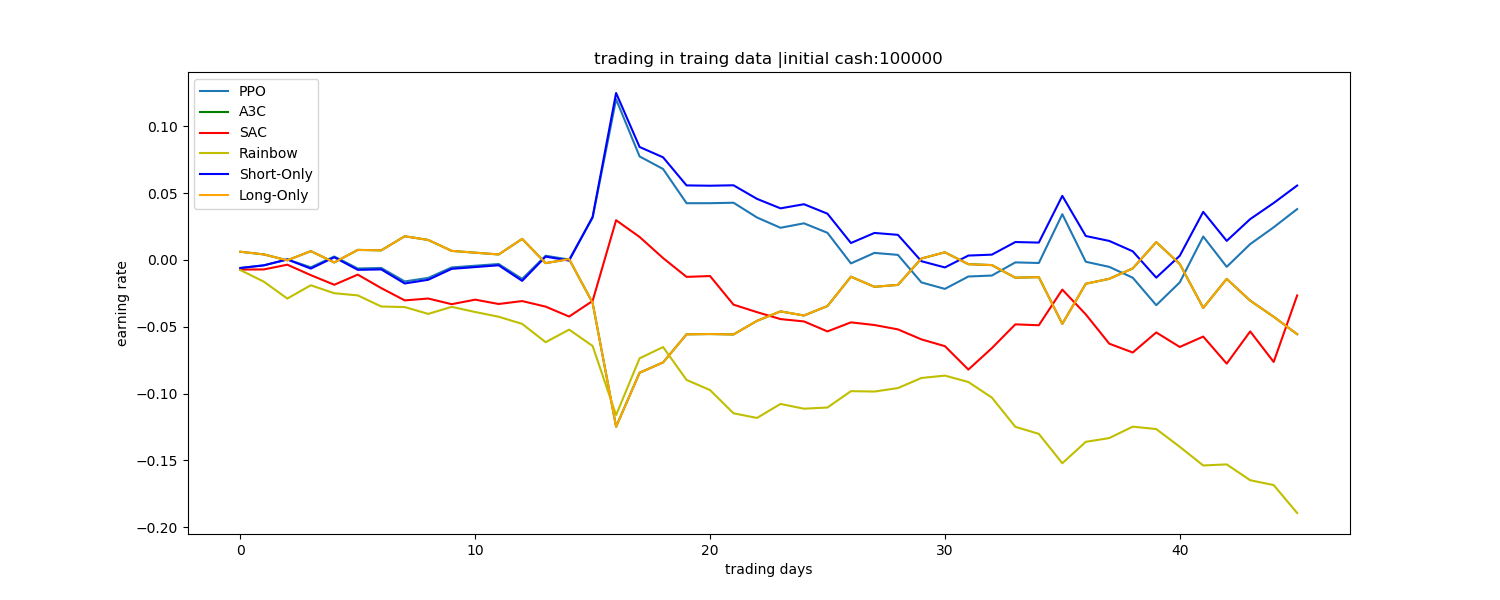 trading in traing data |initial cash:100000
PPO
A3C
SAC
Rainbow
Short-Only
Long-Only
0.10
0.05
0.00
−0.05
−0.10
−0.15
−0.20
earning rate
0 10 20 30 40
trading days